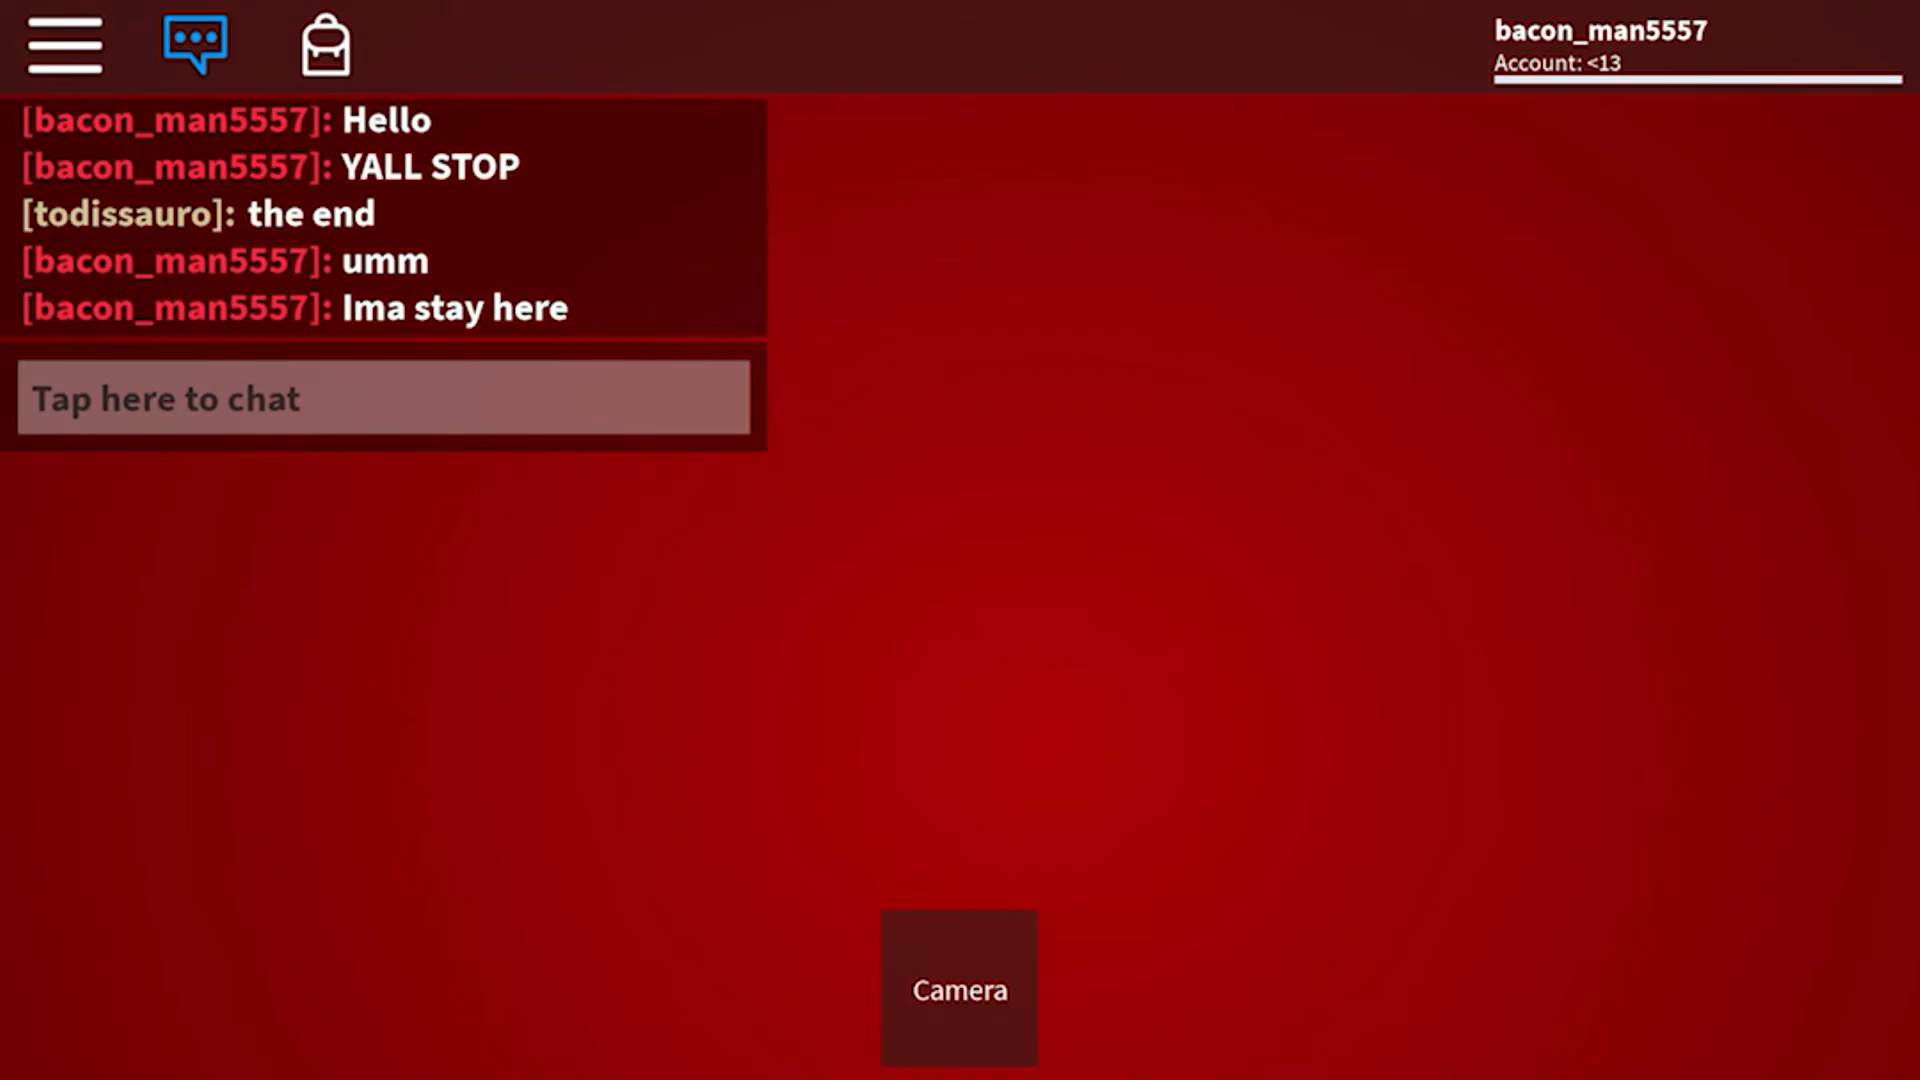 bacon_man5557
Account: <13
[bacon_man5557]: Hello
[bacon_man5557]: YALL STOP
[todissauro]: the end
[bacon_man5557]: umm
[bacon_man5557]: Ima stay here
Tap here to chat
Camera